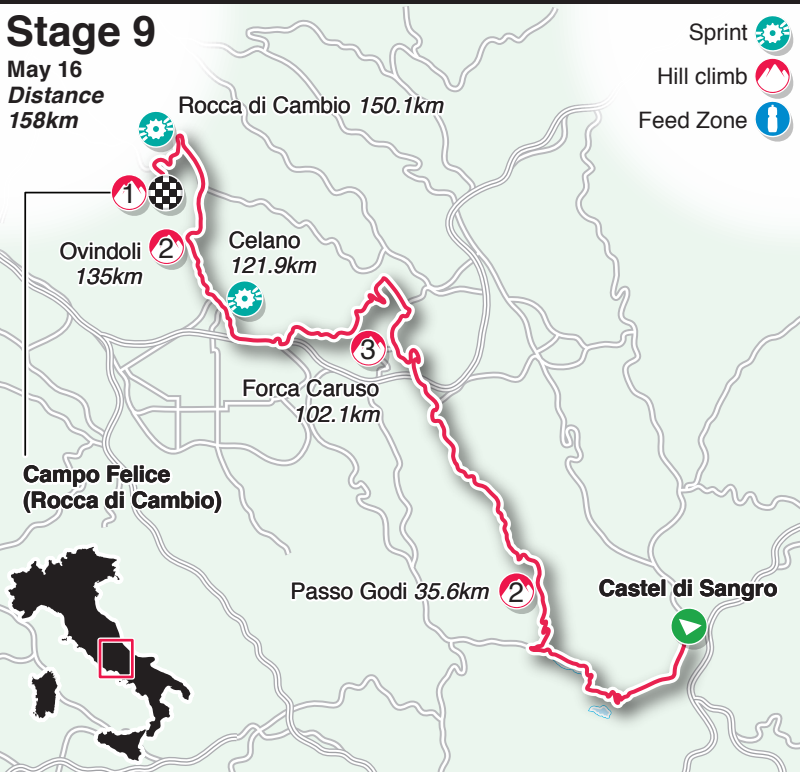 Stage 9
May 16
Distance
158km
Sprint
Hill climb
Feed Zone
Rocca di Cambio 150.1km
1
Ovindoli
135km
2
Celano
121.9km
3
Forca Caruso
102.1km
Campo Felice
(Rocca di Cambio)
Passo Godi 35.6km
2
Castel di Sangro